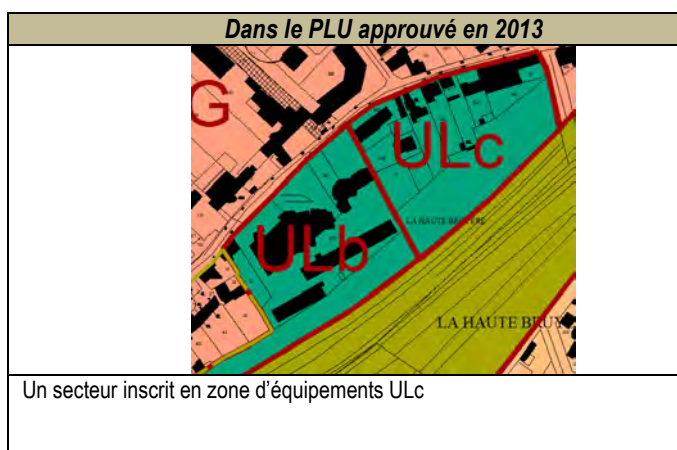 Dans le PLU approuvé en 2013
G
ULc
LA HAUTE BRUYERE
ULb
LA HAUTE BRUY
Un secteur inscrit en zone d'équipements ULc